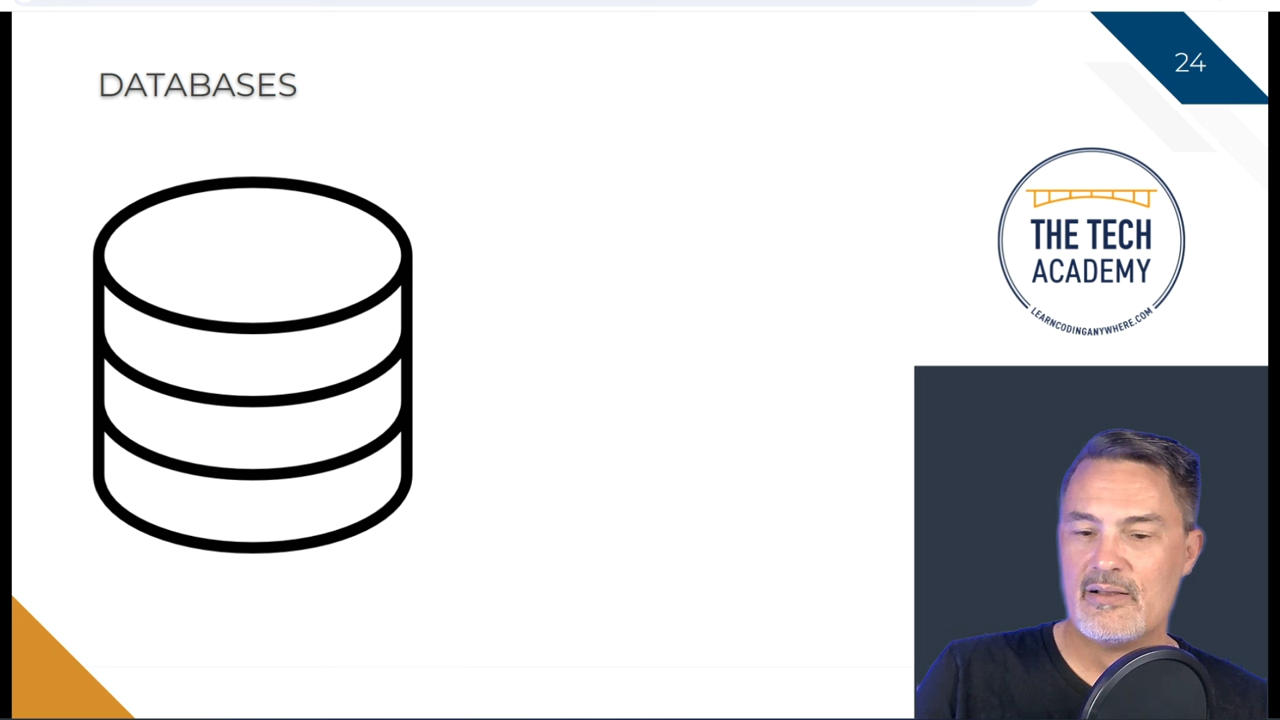 DATABASES
24
THE TECH
ACADEMY
LEARNCODINGANYWHERE.COM